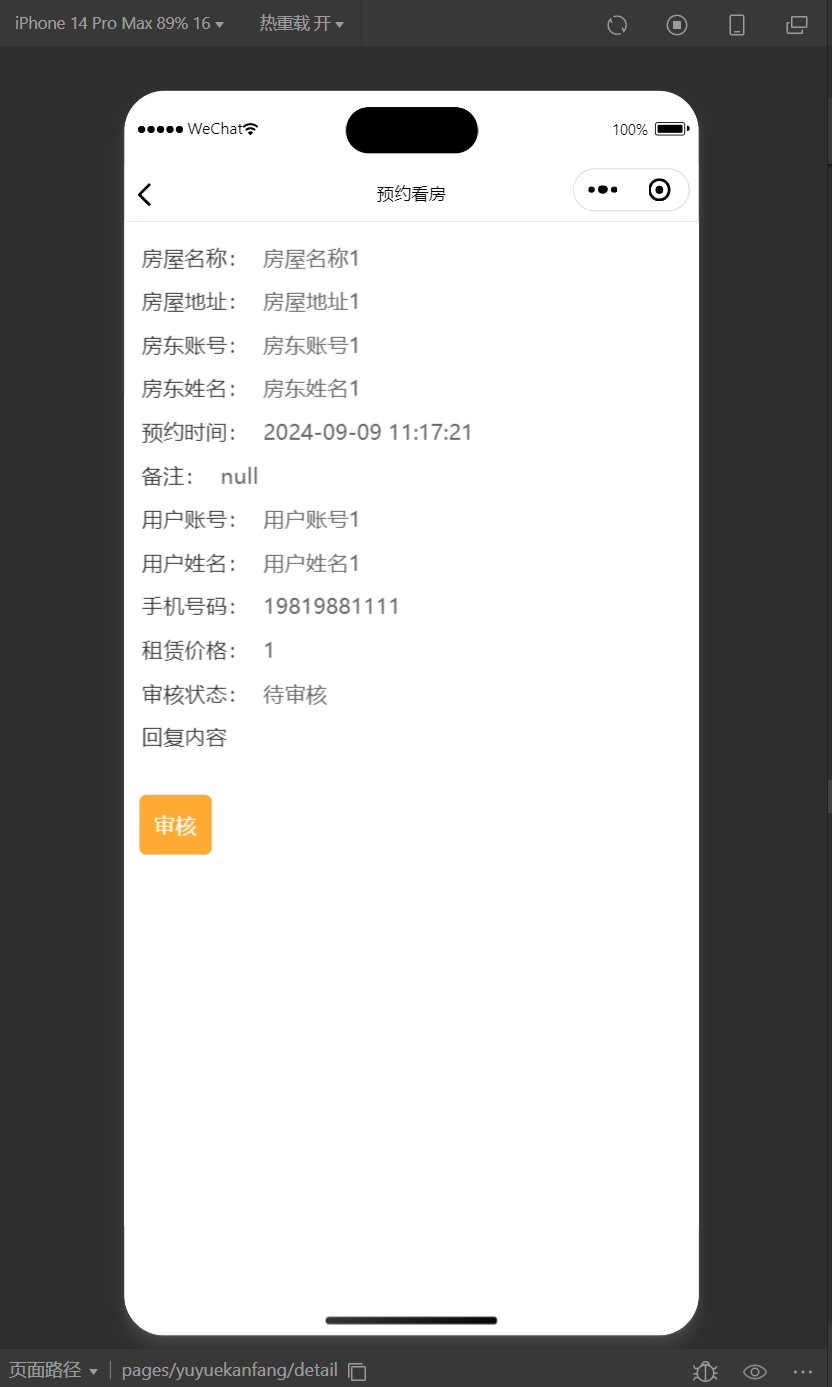 iPhone 14 Pro Max 89% 16 热重载 开
WeChat 100%
预约看房
房屋名称： 房屋名称1
房屋地址： 房屋地址1
房东账号： 房东账号1
房东姓名： 房东姓名1
预约时间： 2024-09-09 11:17:21
备注： null
用户账号： 用户账号1
用户姓名： 用户姓名1
手机号码： 19819881111
租赁价格： 1
审核状态： 待审核
回复内容
审核
页面路径 pages/yuyuekanfang/detail